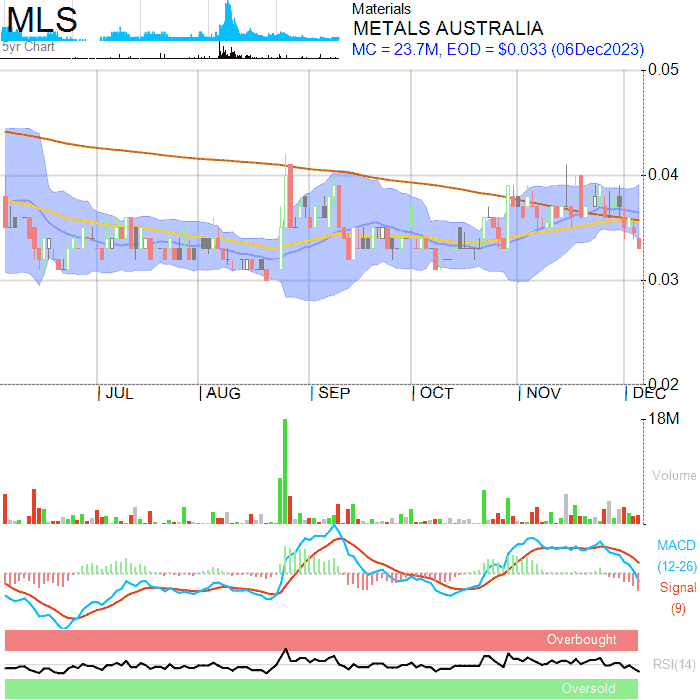 MLS
5yr Chart
Materials
METALS AUSTRALIA
MC = 23.7M, EOD = $0.033 (06Dec2023)
0.05
0.04
0.03
0.02
JUL AUG SEP OCT NOV DEC
18M
Volume
MACD
(12-26)
Signal
(9)
Overbought
RSI(14)
Oversold